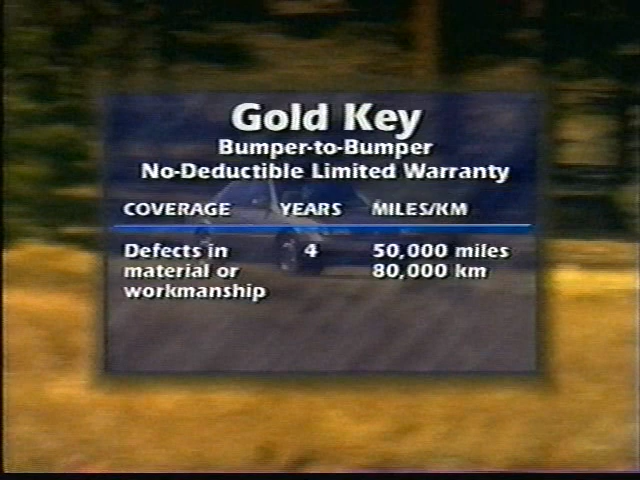 Gold Key
Bumper-to-Bumper
No-Deductible Limited Warranty
COVERAGE YEARS MILES/KM
Defects in 4 50,000 miles
material or 80,000 km
workmanship